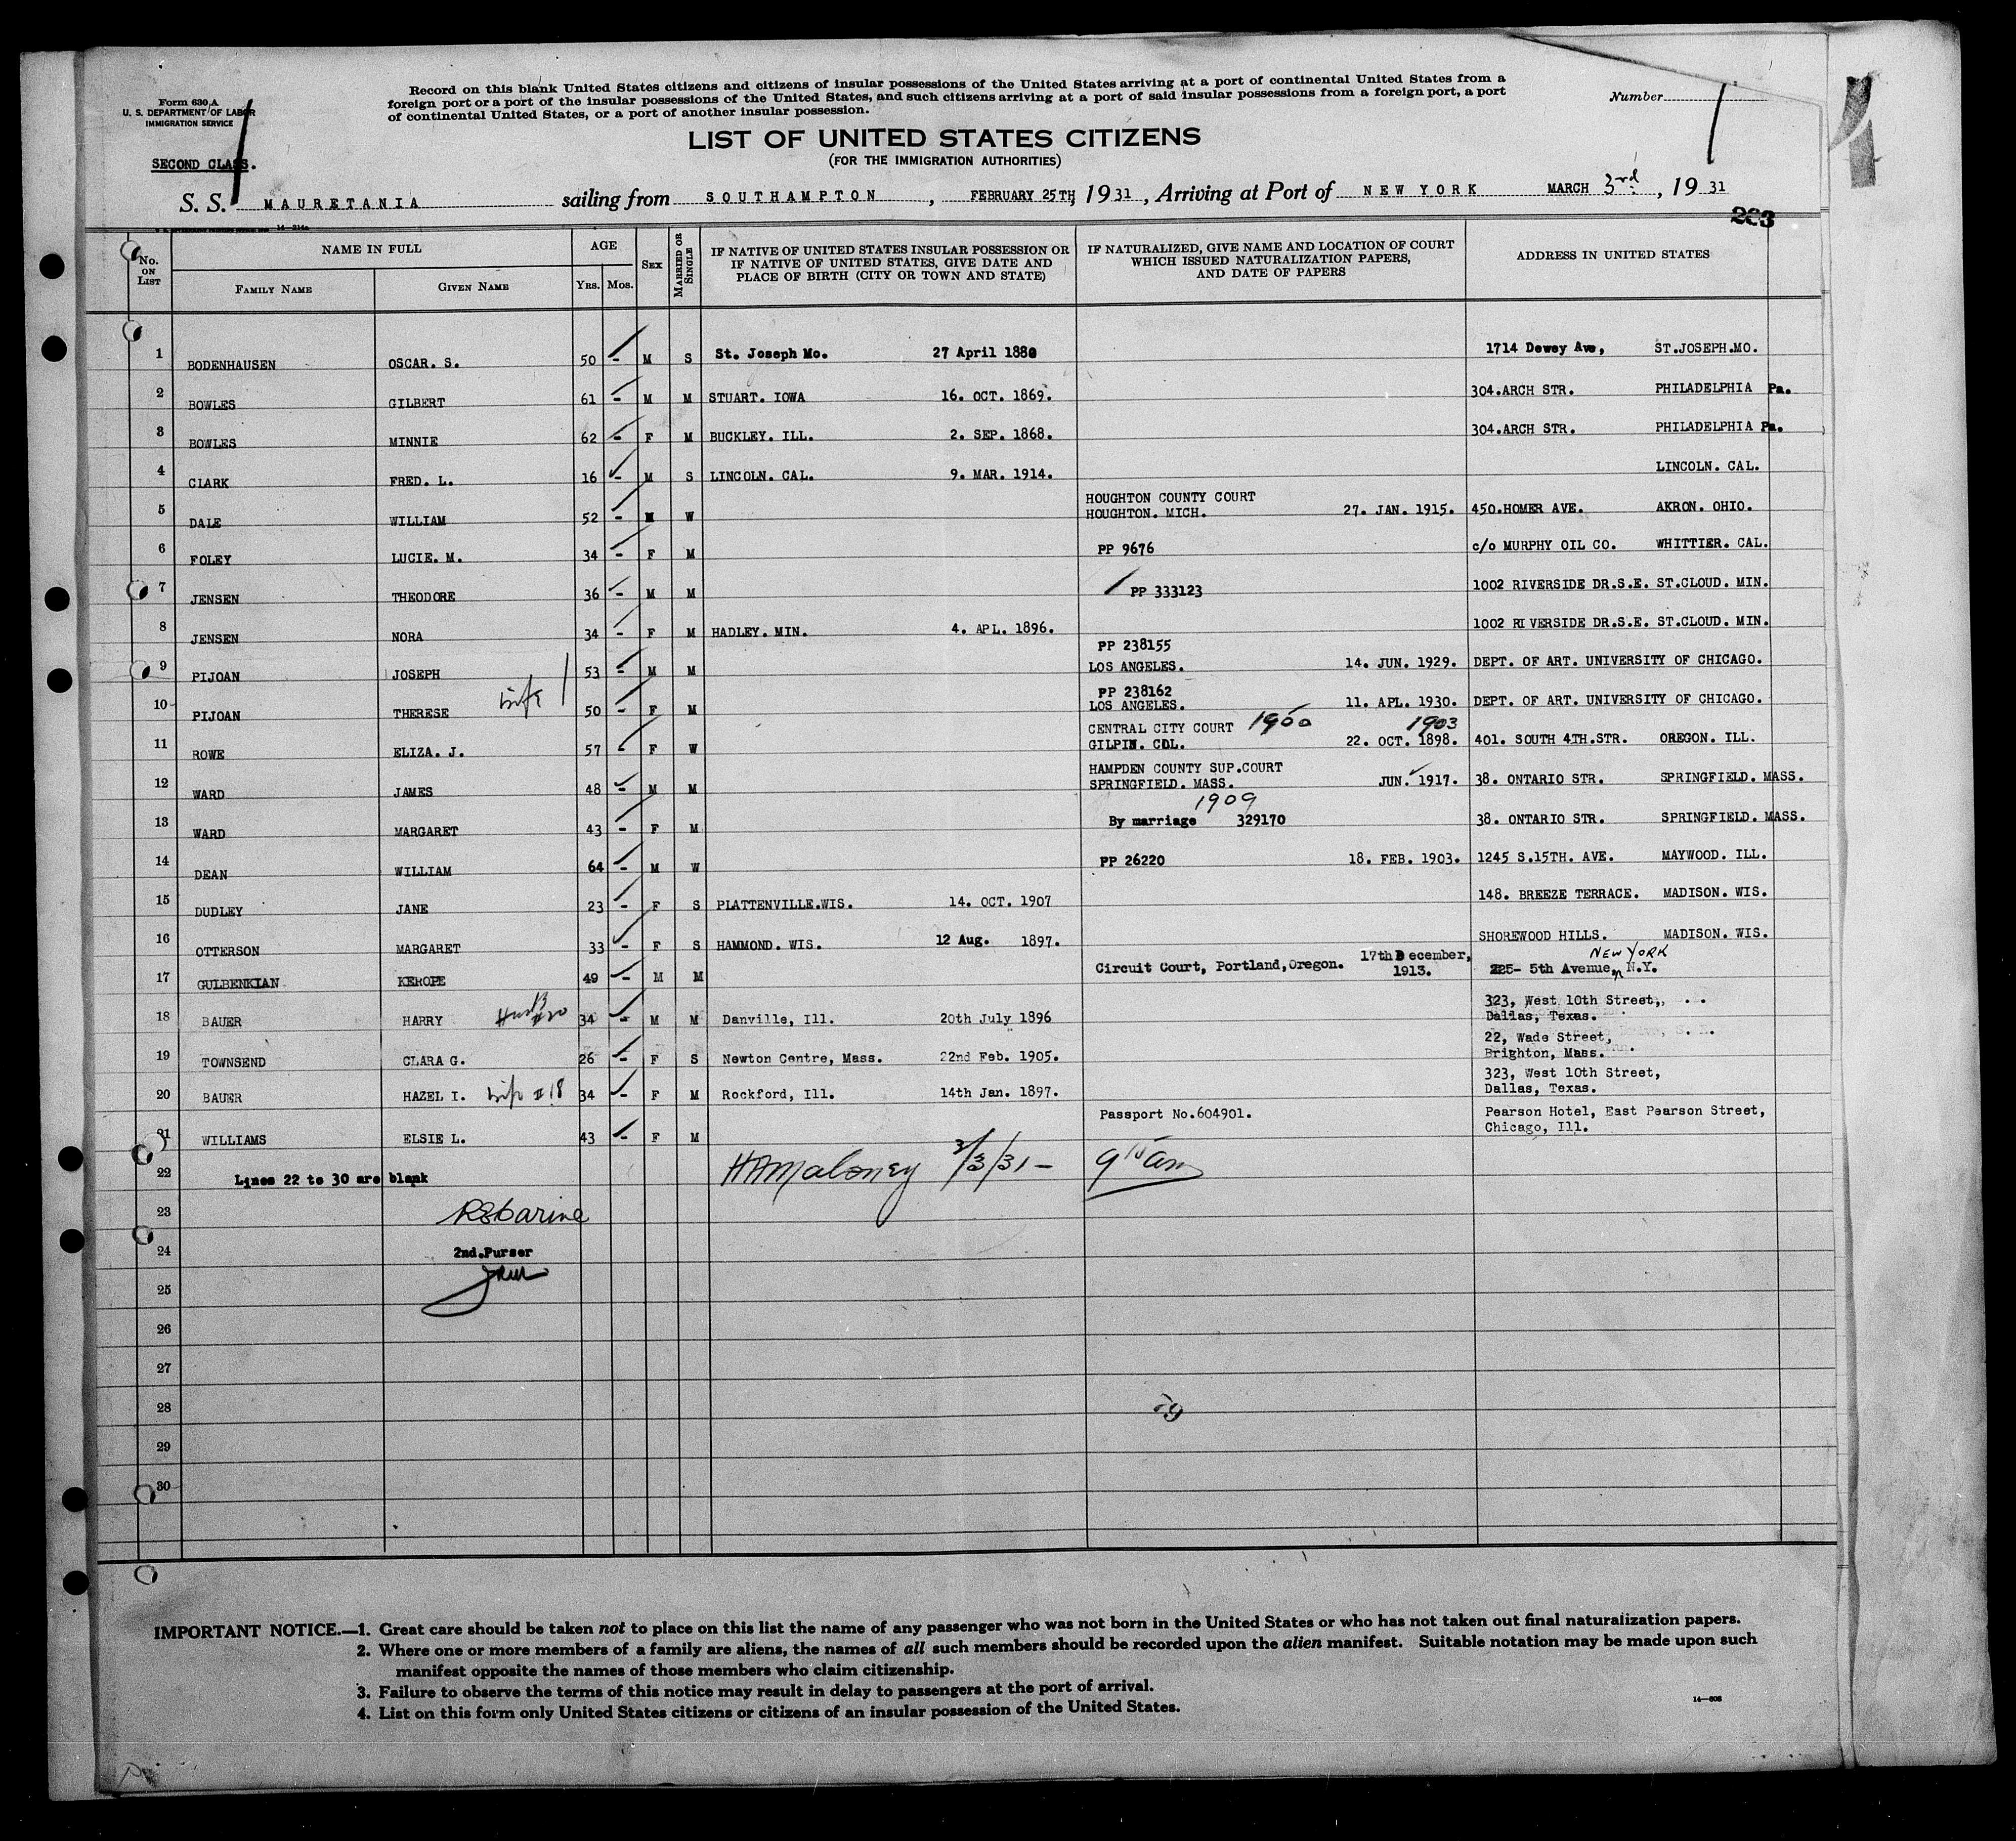 Form 630 A
U. S. DEPARTMENT OF LABOR
IMMIGRATION SERVICE
SECOND CLASS.
Record on this blank United States citizens and citizens of insular possessions of the United States arriving at a port of continental United States from a
foreign port or a port of the insular possessions of the United States, and such citizens arriving at a port of said insular possessions from a foreign port, a port
of continental United States, or a port of another insular possession.
Number
LIST OF UNITED STATES CITIZENS
(FOR THE IMMIGRATION AUTHORITIES)
S. S. MAURETANIA sailing from SOUTHAMPTON, FEBRUARY 25TH, 1931, Arriving at Port of NEW YORK MARCH 3rd, 1931
203
No. ON LIST NAME IN FULL AGE SEX MARRIED OR SINGLE IF NATIVE OF UNITED STATES INSULAR POSSESSION OR IF NATIVE OF UNITED STATES, GIVE DATE AND PLACE OF BIRTH (CITY OR TOWN AND STATE) IF NATURALIZED, GIVE NAME AND LOCATION OF COURT WHICH ISSUED NATURALIZATION PAPERS, AND DATE OF PAPERS ADDRESS IN UNITED STATES
FAMILY NAME GIVEN NAME YRS. MOS.
1 BODENHAUSEN OSCAR. S. 50 - M S St. Joseph Mo. 27 April 1880 1714 Dewey Ave, ST.JOSEPH.MO.
2 BOWLES GILBERT 61 - M M STUART. IOWA 16. OCT. 1869. 304.ARCH STR. PHILADELPHIA Pa.
3 BOWLES MINNIE 62 - F M BUCKLEY. ILL. 2. SEP. 1868. 304.ARCH STR. PHILADELPHIA Pa.
4 CLARK FRED. L. 16 - M S LINCOLN. CAL. 9. MAR. 1914. LINCOLN. CAL.
5 DALE WILLIAM 52 - M W HOUGHTON COUNTY COURT HOUGHTON. MICH. 27. JAN. 1915. 450.HOMER AVE. AKRON. OHIO.
6 FOLEY LUCIE. M. 34 - F M PP 9676 c/o MURPHY OIL CO. WHITTIER. CAL.
7 JENSEN THEODORE 36 - M M PP 333123 1002 RIVERSIDE DR.S.E. ST.CLOUD. MIN.
8 JENSEN NORA 34 - F M HADLEY. MIN. 4. APL. 1896. 1002 RIVERSIDE DR.S.E. ST.CLOUD. MIN.
9 PIJOAN JOSEPH 53 - M M PP 238155 LOS ANGELES. 14. JUN. 1929. DEPT. OF ART. UNIVERSITY OF CHICAGO.
10 PIJOAN THERESE wife 50 - F M PP 238162 LOS ANGELES. 11. APL. 1930. DEPT. OF ART. UNIVERSITY OF CHICAGO.
11 ROWE ELIZA. J. 57 - F W CENTRAL CITY COURT 1900 1903 GILPIN. COL. 22. OCT. 1898. 401. SOUTH 4TH.STR. OREGON. ILL.
12 WARD JAMES 48 - M M HAMPDEN COUNTY SUP.COURT SPRINGFIELD. MASS. JUN. 1917. 38. ONTARIO STR. SPRINGFIELD. MASS.
13 WARD MARGARET 43 - F M 1909 By marriage 329170 38. ONTARIO STR. SPRINGFIELD. MASS.
14 DEAN WILLIAM 64 - M W PP 26220 18. FEB. 1903. 1245 S.15TH. AVE. MAYWOOD. ILL.
15 DUDLEY JANE 23 - F S PLATTENVILLE.WIS. 14. OCT. 1907 148. BREEZE TERRACE. MADISON. WIS.
16 OTTERSON MARGARET 33 - F S HAMMOND. WIS. 12 Aug. 1897. SHOREWOOD HILLS. MADISON. WIS.
17 GULBENKIAN KEROPE 49 - M M Circuit Court, Portland,Oregon. 17th December, 1913. NEW YORK 225- 5th Avenue, N.Y.
18 BAUER HARRY 34 - M M Danville, Ill. 20th July 1896 323, West 10th Street, Dallas, Texas.
19 TOWNSEND CLARA G. 26 - F S Newton Centre, Mass. 22nd Feb. 1905. 22, Wade Street, Brighton, Mass.
20 BAUER HAZEL I. wife #18 34 - F M Rockford, Ill. 14th Jan. 1897. 323, West 10th Street, Dallas, Texas.
21 WILLIAMS ELSIE L. 43 - F M Passport No.604901. Pearson Hotel, East Pearson Street, Chicago, Ill.
22 Lines 22 to 30 are blank HAMaloney 3/3/31- 9 15 am
23
24 2nd.Purser
25
26
27
28
29
30
IMPORTANT NOTICE.—1. Great care should be taken not to place on this list the name of any passenger who was not born in the United States or who has not taken out final naturalization papers.
2. Where one or more members of a family are aliens, the names of all such members should be recorded upon the alien manifest. Suitable notation may be made upon such
manifest opposite the names of those members who claim citizenship.
3. Failure to observe the terms of this notice may result in delay to passengers at the port of arrival.
4. List on this form only United States citizens or citizens of an insular possession of the United States.